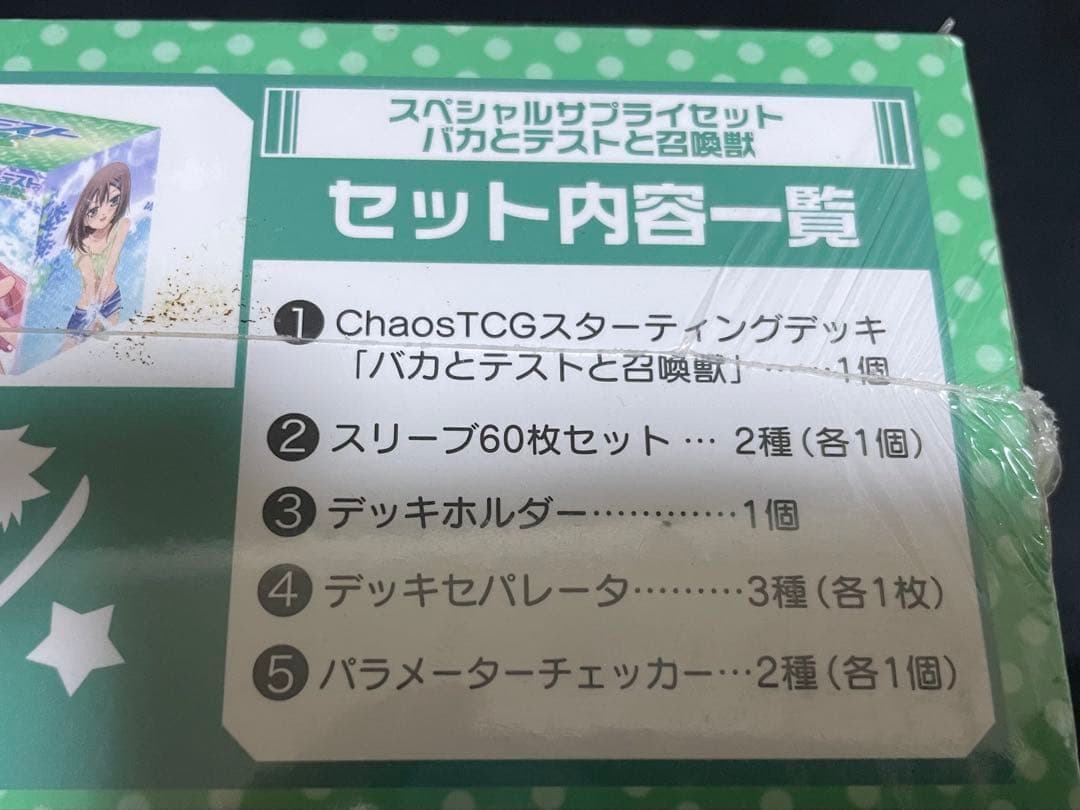 スペシャルサプライセット
バカとテストと召喚獣
セット内容一覧
1 ChaosTCGスターティングデッキ
「バカとテストと召喚獣」……1個
2 スリーブ60枚セット … 2種(各1個)
3 デッキホルダー…………1個
4 デッキセパレータ………3種(各1枚)
5 パラメーターチェッカー…2種(各1個)